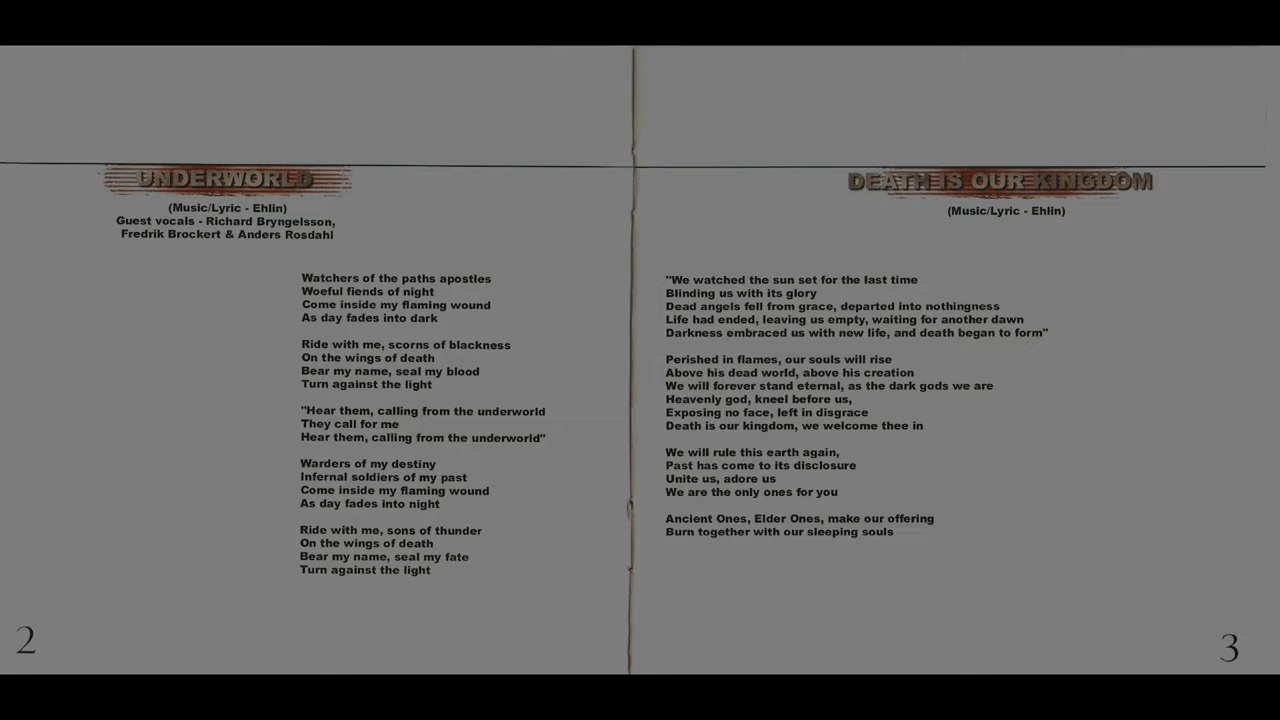 UNDERWORLD
(Music/Lyric - Ehlin)
Guest vocals - Richard Bryngelsson,
Fredrik Brockert & Anders Rosdahl
Watchers of the paths apostles
Woeful fiends of night
Come inside my flaming wound
As day fades into dark
Ride with me, scorns of blackness
On the wings of death
Bear my name, seal my blood
Turn against the light
"Hear them, calling from the underworld
They call for me
Hear them, calling from the underworld"
Warders of my destiny
Infernal soldiers of my past
Come inside my flaming wound
As day fades into night
Ride with me, sons of thunder
On the wings of death
Bear my name, seal my fate
Turn against the light
2
DEATH IS OUR KINGDOM
(Music/Lyric - Ehlin)
"We watched the sun set for the last time
Blinding us with its glory
Dead angels fell from grace, departed into nothingness
Life had ended, leaving us empty, waiting for another dawn
Darkness embraced us with new life, and death began to form"
Perished in flames, our souls will rise
Above his dead world, above his creation
We will forever stand eternal, as the dark gods we are
Heavenly god, kneel before us,
Exposing no face, left in disgrace
Death is our kingdom, we welcome thee in
We will rule this earth again,
Past has come to its disclosure
Unite us, adore us
We are the only ones for you
Ancient Ones, Elder Ones, make our offering
Burn together with our sleeping souls
3